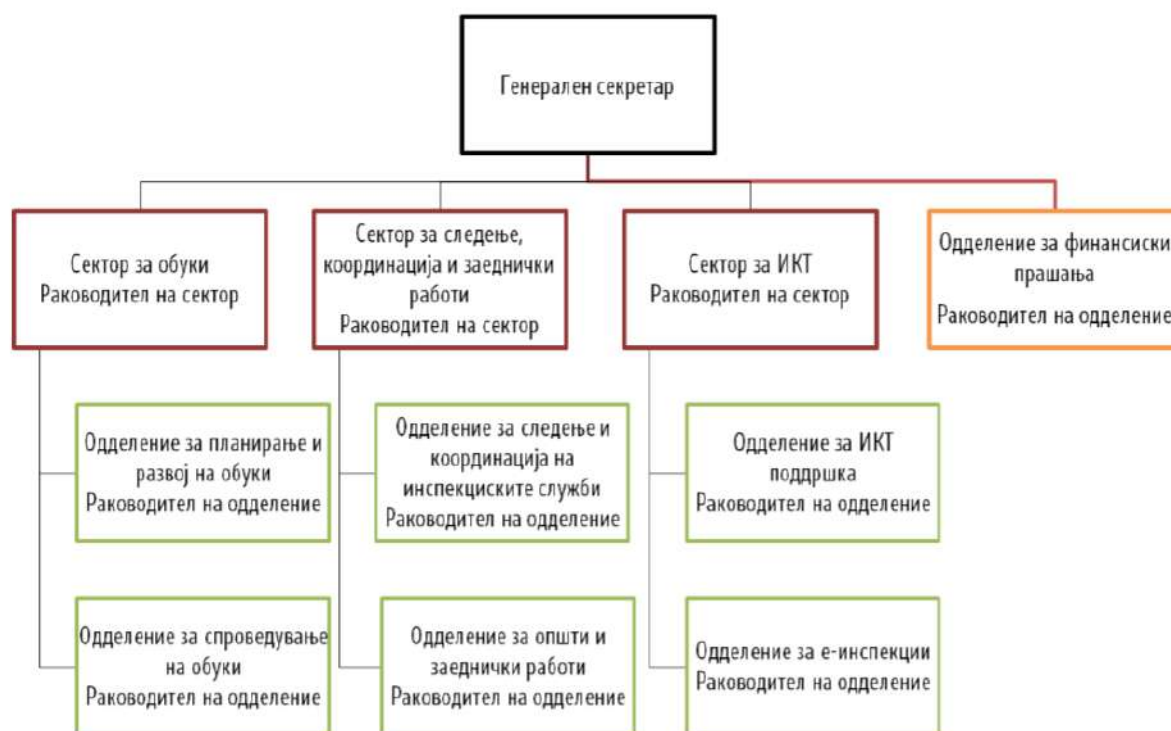 Генерален секретар
Сектор за обуки
Раководител на сектор
Сектор за следење,
координација и заеднички
работи
Раководител на сектор
Сектор за ИКТ
Раководител на сектор
Одделение за финансиски
прашања
Раководител на одделение
Одделение за планирање и
развој на обуки
Раководител на одделение
Одделение за следење и
координација на
инспекциските служби
Раководител на одделение
Одделение за ИКТ
поддршка
Раководител на одделение
Одделение за спроведување
на обуки
Раководител на одделение
Одделение за општи и
заеднички работи
Раководител на одделение
Одделение за е-инспекции
Раководител на одделение